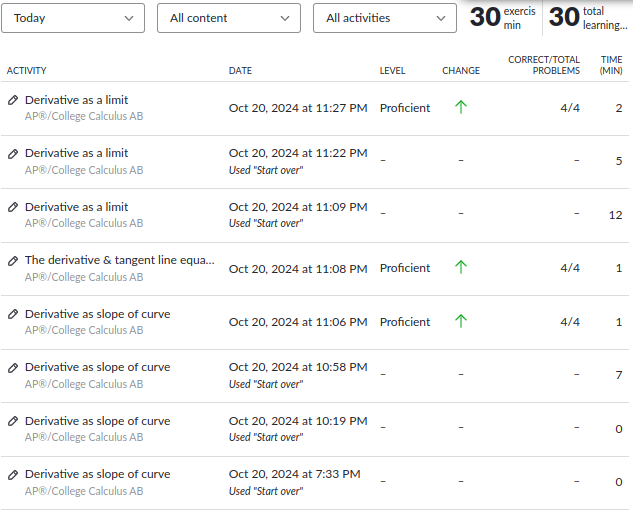 Today All content All activities 30 exercis min 30 total learning...
ACTIVITY DATE LEVEL CHANGE CORRECT/TOTAL PROBLEMS TIME (MIN)
Derivative as a limit Oct 20, 2024 at 11:27 PM Proficient ↑ 4/4 2
AP®/College Calculus AB
Derivative as a limit Oct 20, 2024 at 11:22 PM – – – 5
AP®/College Calculus AB Used "Start over"
Derivative as a limit Oct 20, 2024 at 11:09 PM – – – 12
AP®/College Calculus AB Used "Start over"
The derivative & tangent line equa... Oct 20, 2024 at 11:08 PM Proficient ↑ 4/4 1
AP®/College Calculus AB
Derivative as slope of curve Oct 20, 2024 at 11:06 PM Proficient ↑ 4/4 1
AP®/College Calculus AB
Derivative as slope of curve Oct 20, 2024 at 10:58 PM – – – 7
AP®/College Calculus AB Used "Start over"
Derivative as slope of curve Oct 20, 2024 at 10:19 PM – – – 0
AP®/College Calculus AB Used "Start over"
Derivative as slope of curve Oct 20, 2024 at 7:33 PM – – – 0
AP®/College Calculus AB Used "Start over"